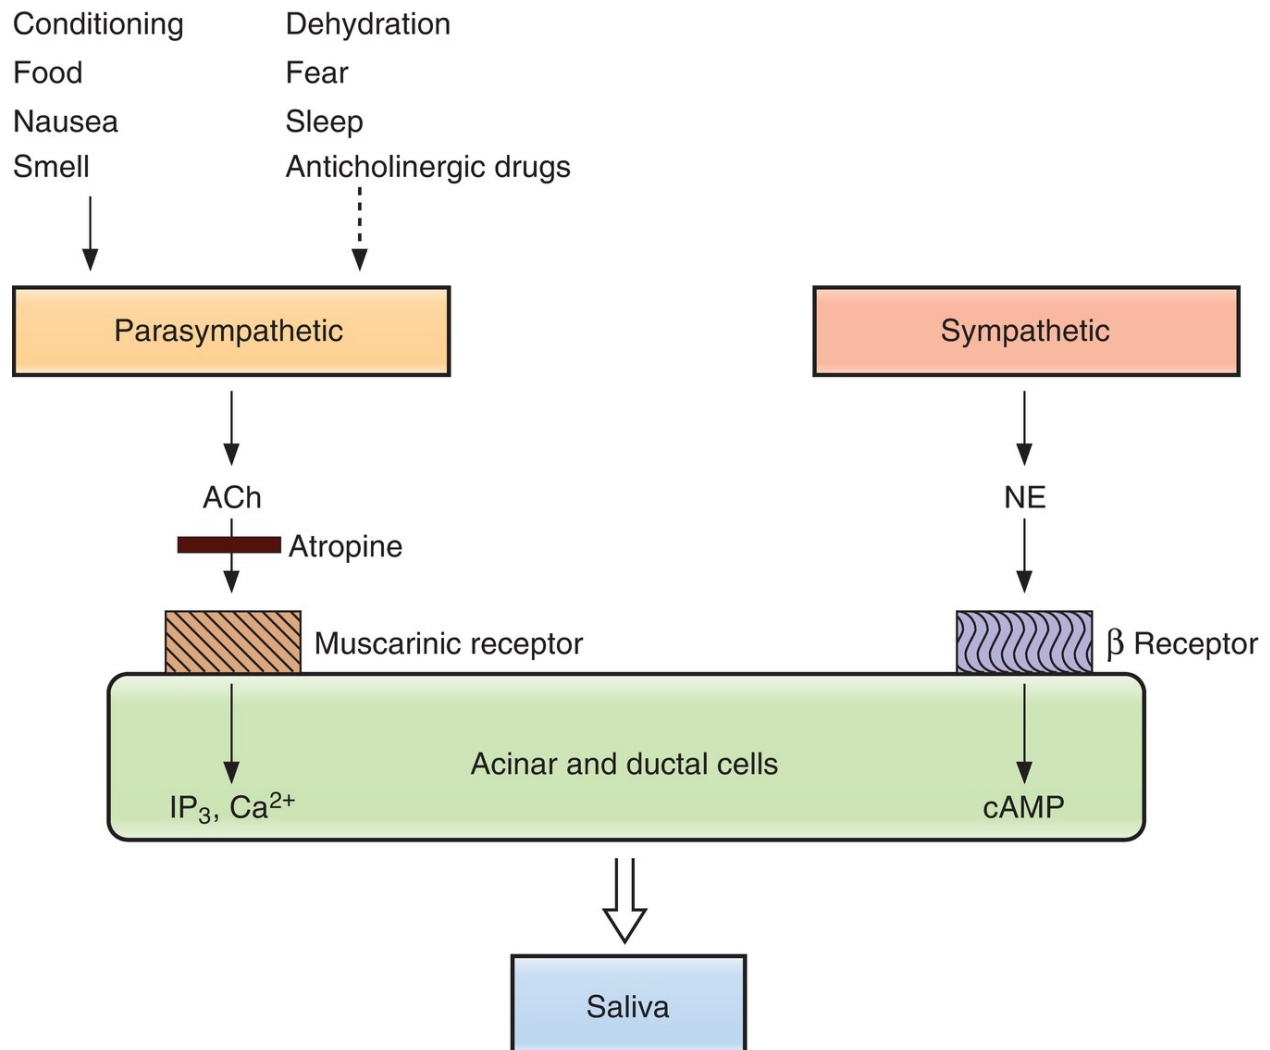 Conditioning
Food
Nausea
Smell
Dehydration
Fear
Sleep
Anticholinergic drugs
Parasympathetic
Sympathetic
ACh
NE
Atropine
Muscarinic receptor
β Receptor
Acinar and ductal cells
IP₃, Ca²⁺
cAMP
Saliva